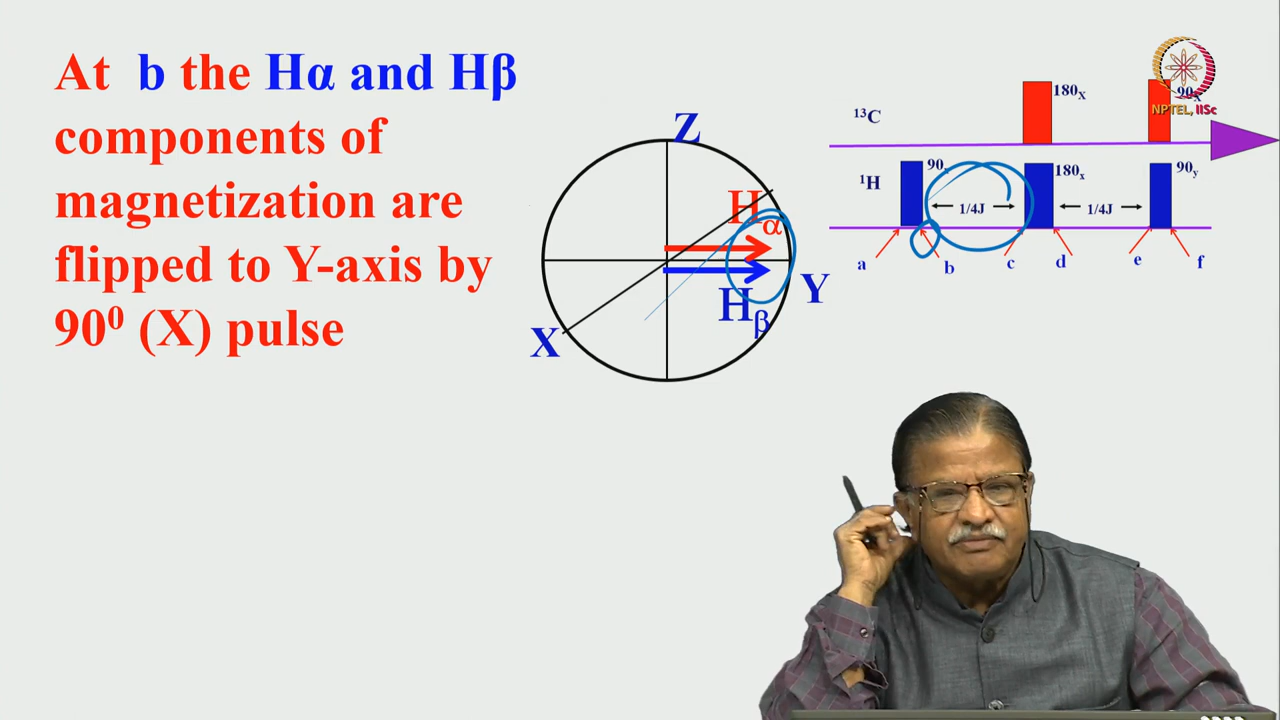 At b the Hα and Hβ
components of
magnetization are
flipped to Y-axis by
90⁰ (X) pulse
Z
Hα
Hβ
Y
X
¹³C
180x
90x
NPTEL, IISc
¹H
90x
1/4J
180x
1/4J
90y
a
b
c
d
e
f